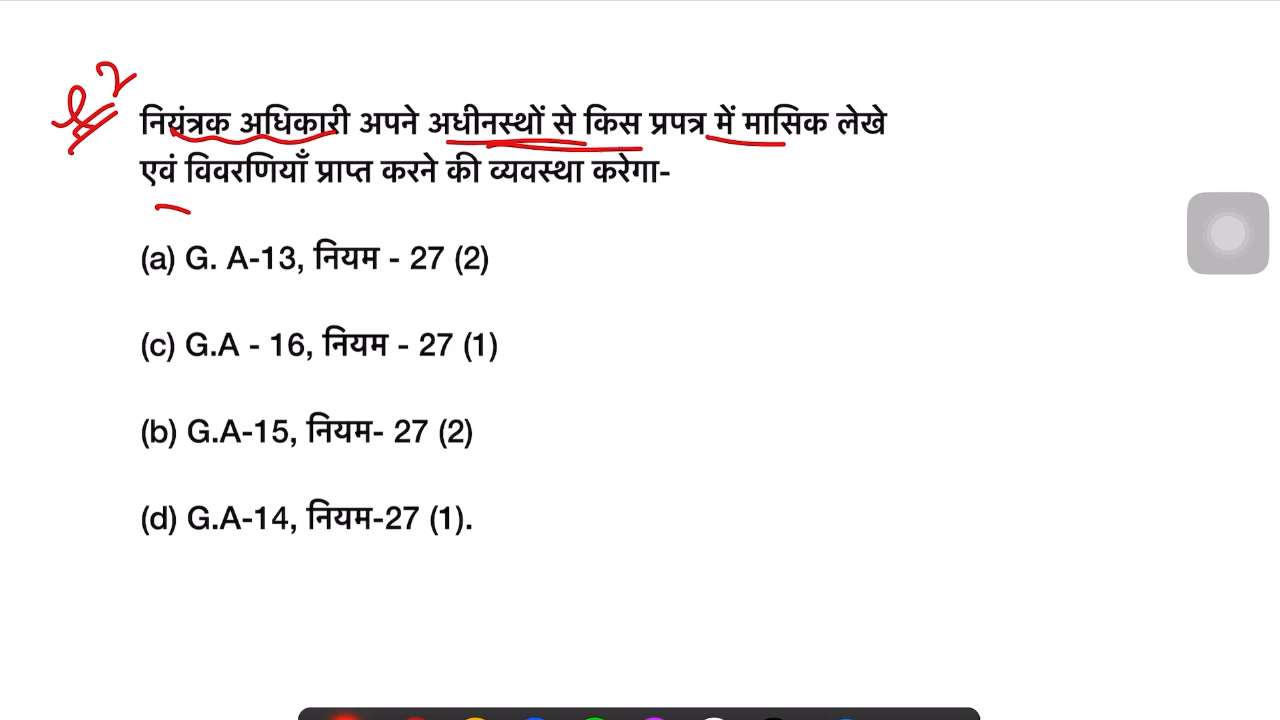 2
नियंत्रक अधिकारी अपने अधीनस्थों से किस प्रपत्र में मासिक लेखे
एवं विवरणियाँ प्राप्त करने की व्यवस्था करेगा-
(a) G. A-13, नियम - 27 (2)
(c) G.A - 16, नियम - 27 (1)
(b) G.A-15, नियम- 27 (2)
(d) G.A-14, नियम-27 (1).